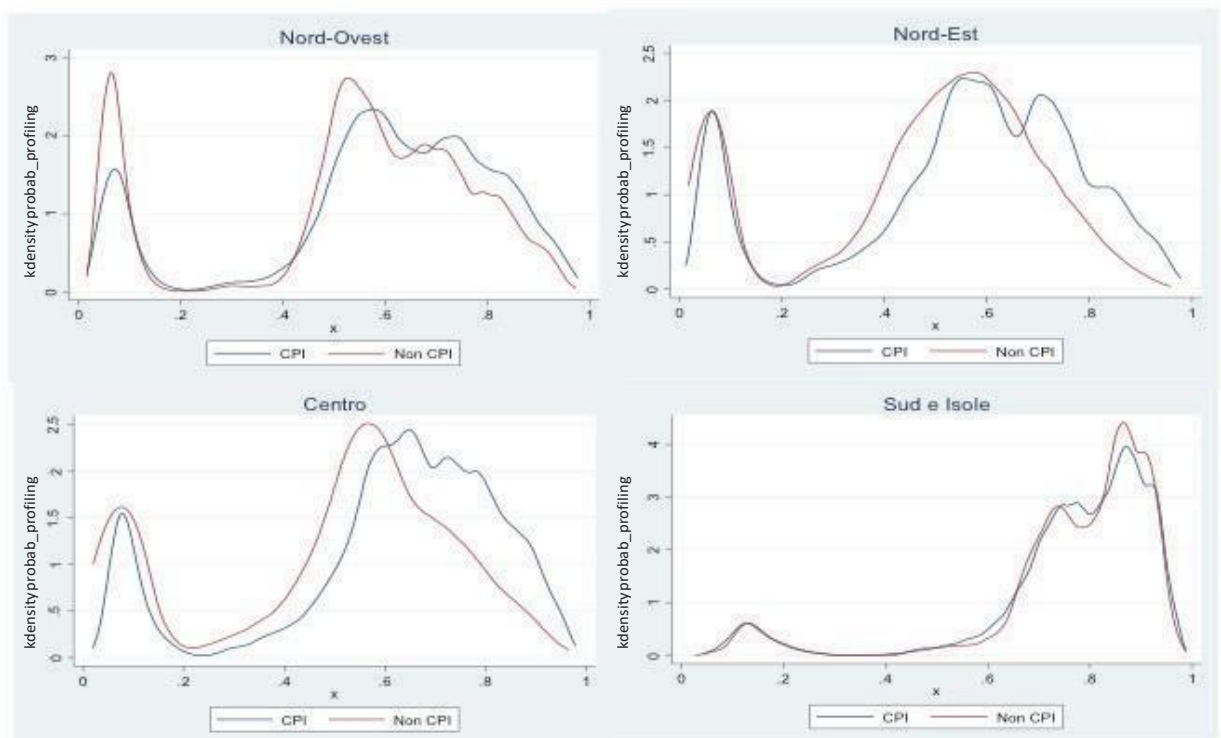 Nord-Ovest
kdensityprobab_profiling
3
2
1
0
0 .2 .4 .6 .8 1
x
CPI Non CPI
Nord-Est
kdensityprobab_profiling
2.5
2
1.5
1
.5
0
0 .2 .4 .6 .8 1
x
CPI Non CPI
Centro
kdensityprobab_profiling
2.5
2
1.5
1
.5
0
0 .2 .4 .6 .8 1
x
CPI Non CPI
Sud e Isole
kdensityprobab_profiling
4
3
2
1
0
0 .2 .4 .6 .8 1
x
CPI Non CPI